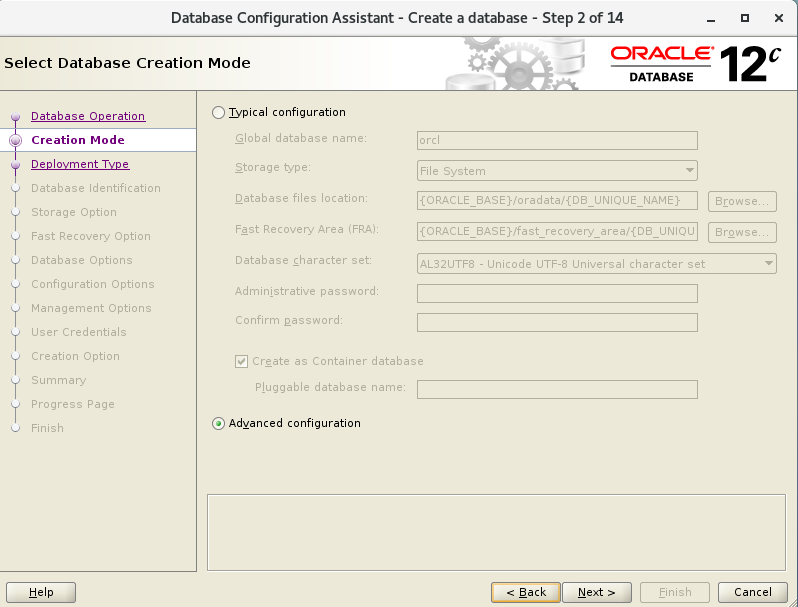 Database Configuration Assistant - Create a database - Step 2 of 14
Select Database Creation Mode
ORACLE®
DATABASE
12c
Database Operation
Creation Mode
Deployment Type
Database Identification
Storage Option
Fast Recovery Option
Database Options
Configuration Options
Management Options
User Credentials
Creation Option
Summary
Progress Page
Finish
Typical configuration
Global database name: orcl
Storage type: File System
Database files location: {ORACLE_BASE}/oradata/{DB_UNIQUE_NAME} Browse...
Fast Recovery Area (FRA): {ORACLE_BASE}/fast_recovery_area/{DB_UNIQU Browse...
Database character set: AL32UTF8 - Unicode UTF-8 Universal character set
Administrative password:
Confirm password:
Create as Container database
Pluggable database name:
Advanced configuration
Help < Back Next > Finish Cancel